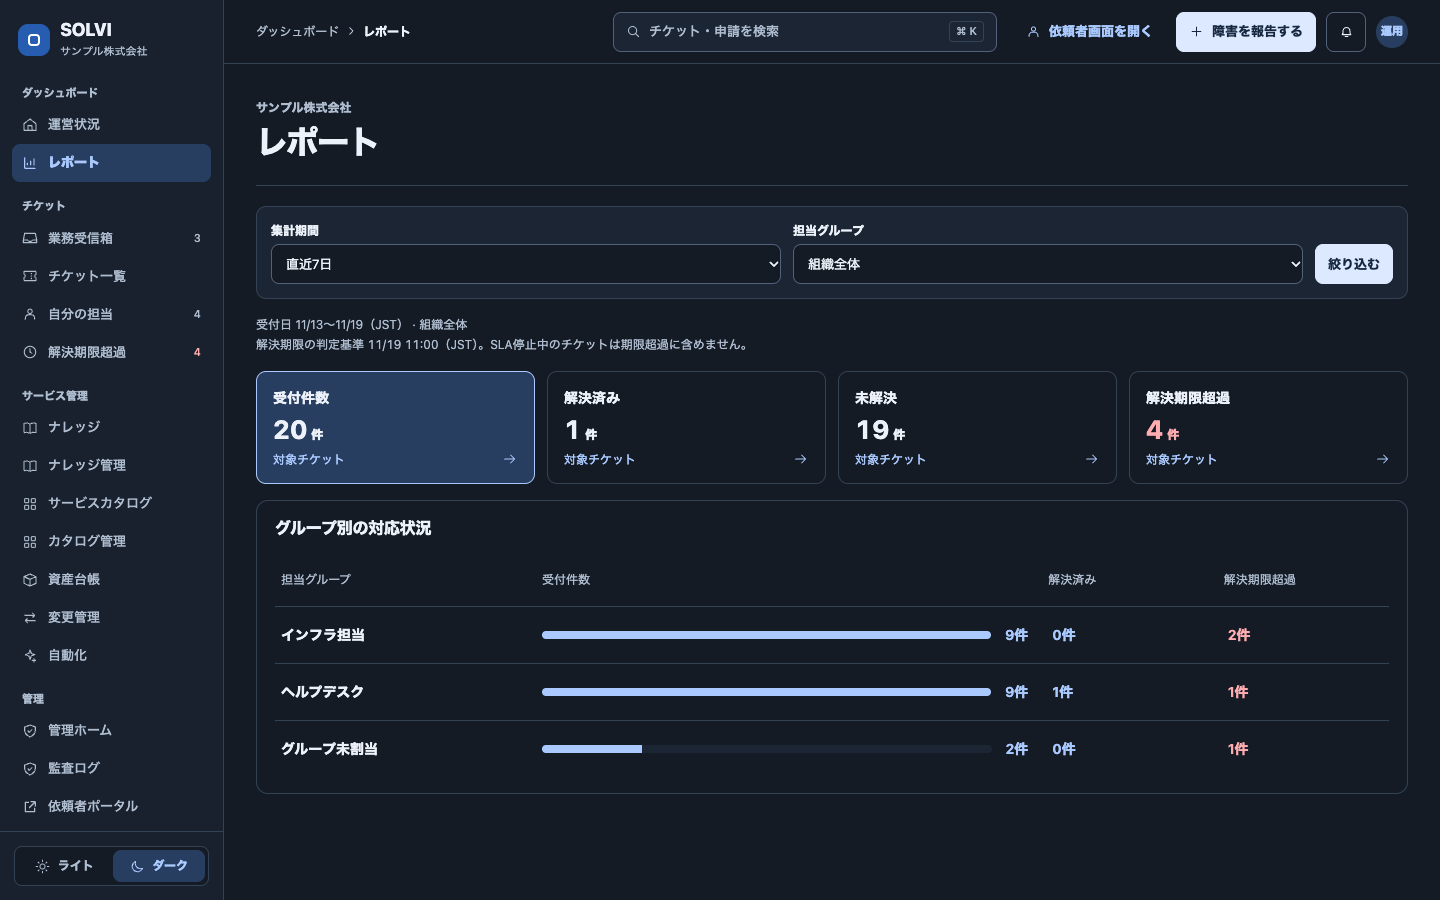 SOLVI
サンプル株式会社
ダッシュボード
運営状況
レポート
チケット
業務受信箱 3
チケット一覧
自分の担当 4
解決期限超過 4
サービス管理
ナレッジ
ナレッジ管理
サービスカタログ
カタログ管理
資産台帳
変更管理
自動化
管理
管理ホーム
監査ログ
依頼者ポータル
ライト ダーク
ダッシュボード > レポート
チケット・申請を検索 ⌘ K
依頼者画面を開く
+ 障害を報告する
運用
サンプル株式会社
レポート
集計期間
直近7日
担当グループ
組織全体
絞り込む
受付日 11/13〜11/19（JST）・組織全体
解決期限の判定基準 11/19 11:00（JST）。SLA停止中のチケットは期限超過に含めません。
受付件数
20 件
対象チケット →
解決済み
1 件
対象チケット →
未解決
19 件
対象チケット →
解決期限超過
4 件
対象チケット →
グループ別の対応状況
担当グループ 受付件数 解決済み 解決期限超過
インフラ担当 9件 0件 2件
ヘルプデスク 9件 1件 1件
グループ未割当 2件 0件 1件